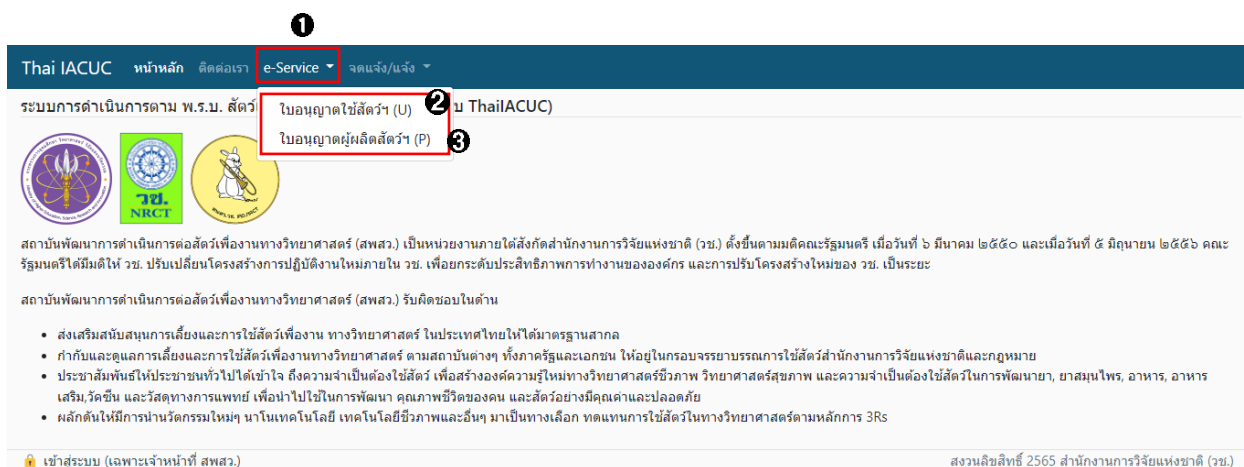 ❶
Thai IACUC หน้าหลัก ติดต่อเรา e-Service จดแจ้ง/แจ้ง
ระบบการดำเนินการตาม พ.ร.บ. สัตว์ บ ThaiIACUC)
ใบอนุญาตใช้สัตว์ฯ (U) ❷
ใบอนุญาตผู้ผลิตสัตว์ฯ (P) ❸
วช.
NRCT
สถาบันพัฒนาการดำเนินการต่อสัตว์เพื่องานทางวิทยาศาสตร์ (สพสว.) เป็นหน่วยงานภายใต้สังกัดสำนักงานการวิจัยแห่งชาติ (วช.) ตั้งขึ้นตามมติคณะรัฐมนตรี เมื่อวันที่ ๖ มีนาคม ๒๕๕๐ และเมื่อวันที่ ๕ มิถุนายน ๒๕๕๖ คณะ
รัฐมนตรีได้มีมติให้ วช. ปรับเปลี่ยนโครงสร้างการปฏิบัติงานใหม่ภายใน วช. เพื่อยกระดับประสิทธิภาพการทำงานขององค์กร และการปรับโครงสร้างใหม่ของ วช. เป็นระยะ
สถาบันพัฒนาการดำเนินการต่อสัตว์เพื่องานทางวิทยาศาสตร์ (สพสว.) รับผิดชอบในด้าน
• ส่งเสริมสนับสนุนการเลี้ยงและการใช้สัตว์เพื่องาน ทางวิทยาศาสตร์ ในประเทศไทยให้ได้มาตรฐานสากล
• กำกับและดูแลการเลี้ยงและการใช้สัตว์เพื่องานทางวิทยาศาสตร์ ตามสถาบันต่างๆ ทั้งภาครัฐและเอกชน ให้อยู่ในกรอบจรรยาบรรณการใช้สัตว์สำนักงานการวิจัยแห่งชาติและกฎหมาย
• ประชาสัมพันธ์ให้ประชาชนทั่วไปได้เข้าใจ ถึงความจำเป็นต้องใช้สัตว์ เพื่อสร้างองค์ความรู้ใหม่ทางวิทยาศาสตร์ชีวภาพ วิทยาศาสตร์สุขภาพ และความจำเป็นต้องใช้สัตว์ในการพัฒนายา, ยาสมุนไพร, อาหาร, อาหาร
เสริม,วัคซีน และวัสดุทางการแพทย์ เพื่อนำไปใช้ในการพัฒนา คุณภาพชีวิตของคน และสัตว์อย่างมีคุณค่าและปลอดภัย
• ผลักดันให้มีการนำนวัตกรรมใหม่ๆ นาโนเทคโนโลยี เทคโนโลยีชีวภาพและอื่นๆ มาเป็นทางเลือก ทดแทนการใช้สัตว์ในทางวิทยาศาสตร์ตามหลักการ 3Rs
เข้าสู่ระบบ (เฉพาะเจ้าหน้าที่ สพสว.) สงวนลิขสิทธิ์ 2565 สำนักงานการวิจัยแห่งชาติ (วช.)